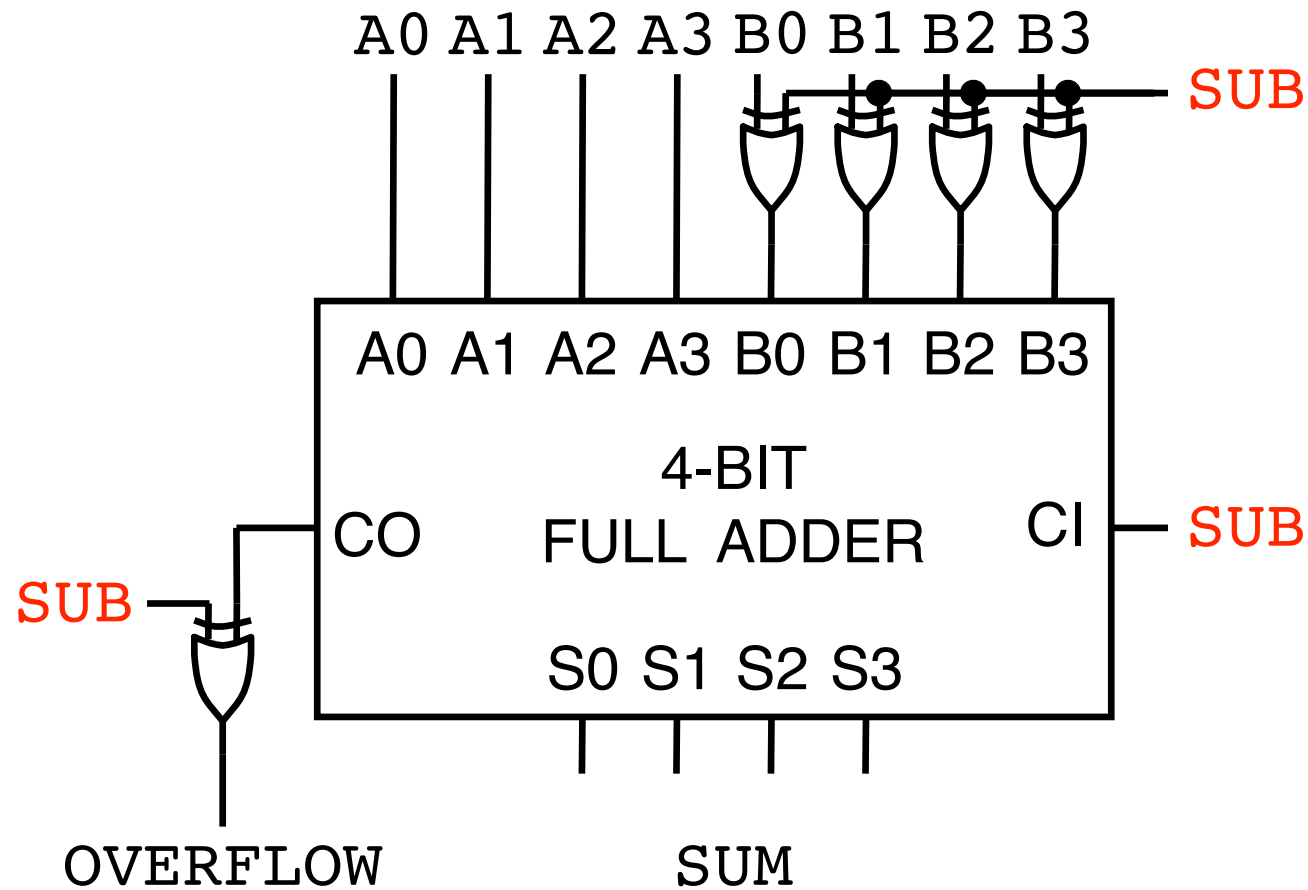 A0 A1 A2 A3 B0 B1 B2 B3
SUB
A0 A1 A2 A3 B0 B1 B2 B3
4-BIT
CO FULL ADDER CI SUB
SUB
S0 S1 S2 S3
OVERFLOW SUM